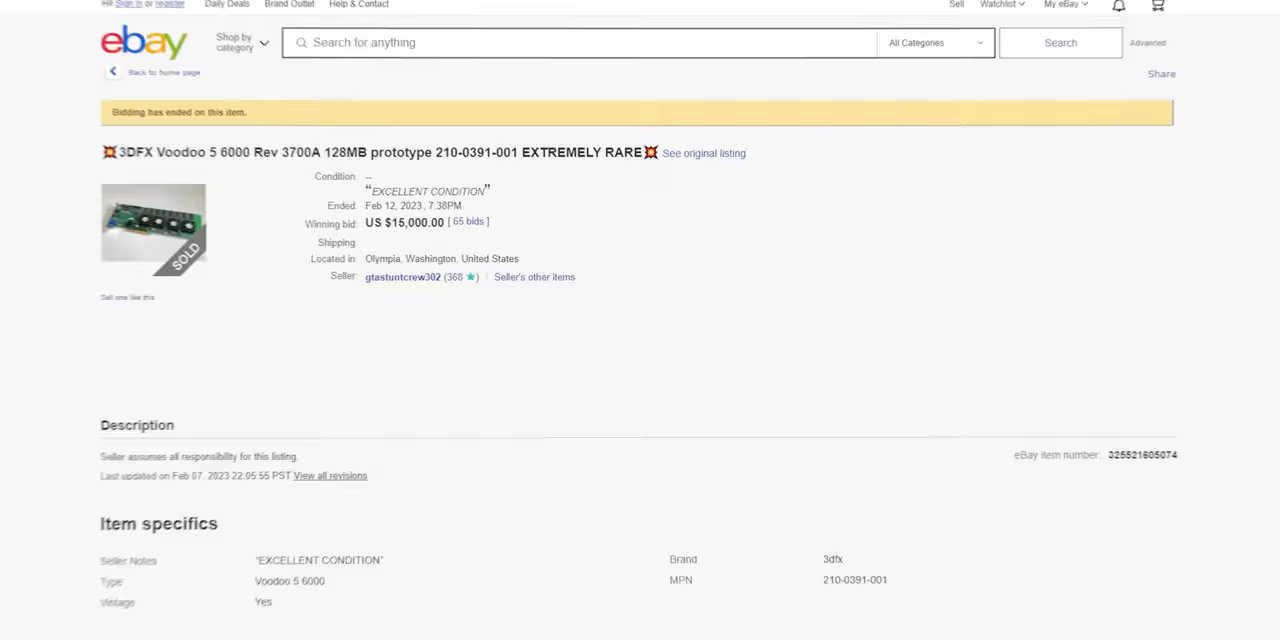 Hi! Sign in or register Daily Deals Brand Outlet Help & Contact Sell Watchlist My eBay
ebay Shop by category Search for anything All Categories Search Advanced
Back to home page Share
Bidding has ended on this item.
3DFX Voodoo 5 6000 Rev 3700A 128MB prototype 210-0391-001 EXTREMELY RARE See original listing
Condition: --
“EXCELLENT CONDITION”
Ended: Feb 12, 2023, 7:38PM
Winning bid: US $15,000.00 [ 65 bids ]
Shipping:
Located in: Olympia, Washington, United States
Seller: gtastuntcrew302 (368 ) | Seller's other items
SOLD
Sell one like this
Description
Seller assumes all responsibility for this listing. eBay item number: 325521605074
Last updated on Feb 07, 2023 22:05:55 PST View all revisions
Item specifics
Seller Notes “EXCELLENT CONDITION” Brand 3dfx
Type Voodoo 5 6000 MPN 210-0391-001
Vintage Yes